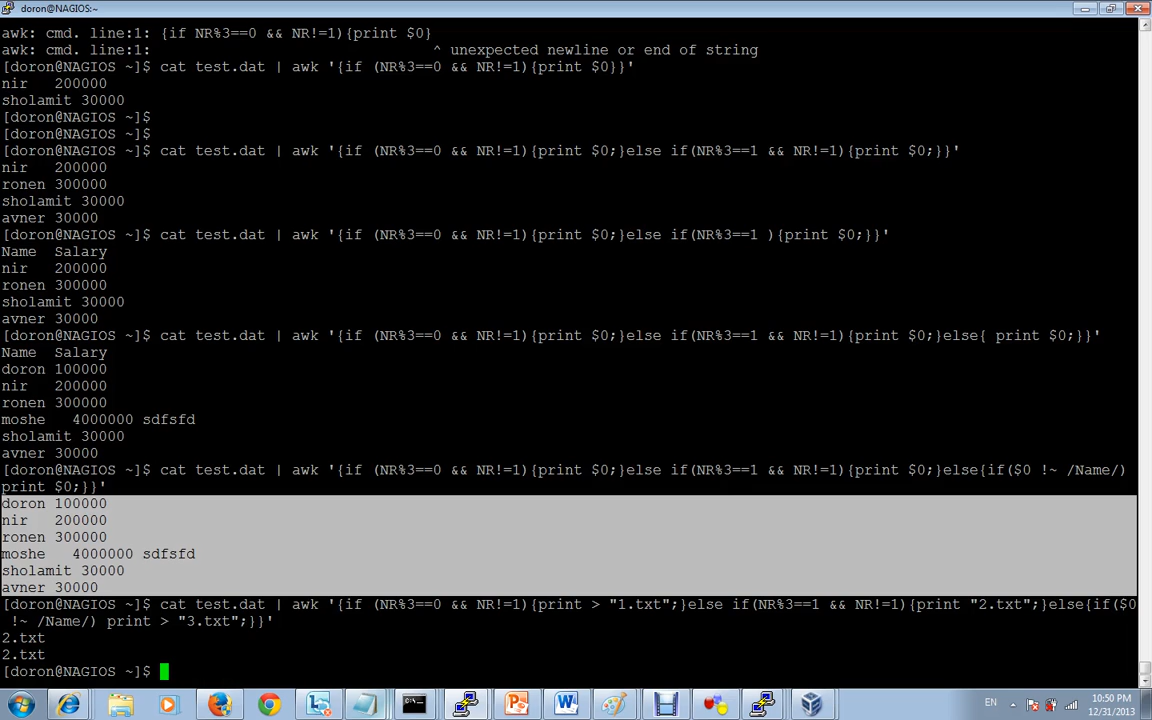 doron@NAGIOS:~
awk: cmd. line:1: {if NR%3==0 && NR!=1){print $0}
awk: cmd. line:1:                                 ^ unexpected newline or end of string
[doron@NAGIOS ~]$ cat test.dat | awk '{if (NR%3==0 && NR!=1){print $0}}'
nir   200000
sholamit 30000
[doron@NAGIOS ~]$
[doron@NAGIOS ~]$
[doron@NAGIOS ~]$ cat test.dat | awk '{if (NR%3==0 && NR!=1){print $0;}else if(NR%3==1 && NR!=1){print $0;}}'
nir   200000
ronen 300000
sholamit 30000
avner 30000
[doron@NAGIOS ~]$ cat test.dat | awk '{if (NR%3==0 && NR!=1){print $0;}else if(NR%3==1 ){print $0;}}'
Name  Salary
nir   200000
ronen 300000
sholamit 30000
avner 30000
[doron@NAGIOS ~]$ cat test.dat | awk '{if (NR%3==0 && NR!=1){print $0;}else if(NR%3==1 && NR!=1){print $0;}else{ print $0;}}'
Name  Salary
doron 100000
nir   200000
ronen 300000
moshe   4000000 sdfsfd
sholamit 30000
avner 30000
[doron@NAGIOS ~]$ cat test.dat | awk '{if (NR%3==0 && NR!=1){print $0;}else if(NR%3==1 && NR!=1){print $0;}else{if($0 !~ /Name/)
print $0;}}'
doron 100000
nir   200000
ronen 300000
moshe   4000000 sdfsfd
sholamit 30000
avner 30000
[doron@NAGIOS ~]$ cat test.dat | awk '{if (NR%3==0 && NR!=1){print > "1.txt";}else if(NR%3==1 && NR!=1){print "2.txt";}else{if($0
 !~ /Name/) print > "3.txt";}}'
2.txt
2.txt
[doron@NAGIOS ~]$
EN
10:50 PM
12/31/2013